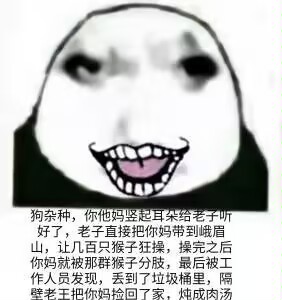 狗杂种，你他妈竖起耳朵给老子听
好了，老子直接把你妈带到峨眉
山，让几百只猴子狂操，操完之后
你妈就被那群猴子分肢，最后被工
作人员发现，丢到了垃圾桶里，隔
壁老王把你妈捡回了家，炖成肉汤